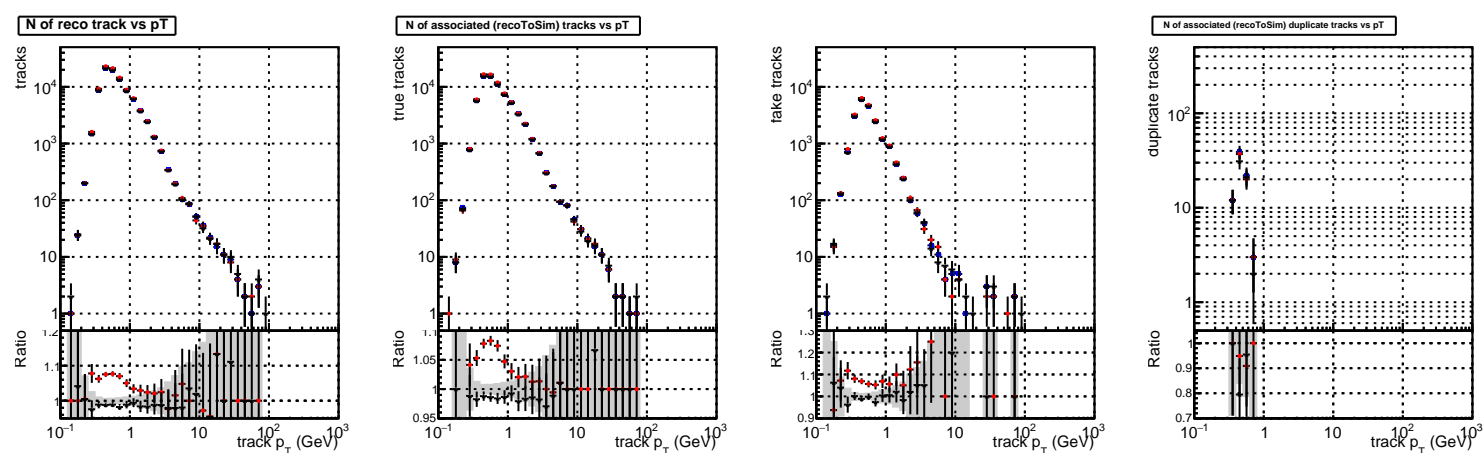 N of reco track vs pT
tracks
10^4
10^3
10^2
10
1
Ratio
1.2
1.1
1
10^-1 1 10 10^2 10^3
track p_T (GeV)
N of associated (recoToSim) tracks vs pT
true tracks
10^4
10^3
10^2
10
1
Ratio
1.1
1.05
1
0.95
10^-1 1 10 10^2 10^3
track p_T (GeV)
fake tracks
10^4
10^3
10^2
10
1
Ratio
1.3
1.2
1.1
1
0.9
10^-1 1 10 10^2 10^3
track p_T (GeV)
N of associated (recoToSim) duplicate tracks vs pT
duplicate tracks
10^2
10
1
Ratio
1
0.9
0.8
0.7
10^-1 1 10 10^2 10^3
track p_T (GeV)